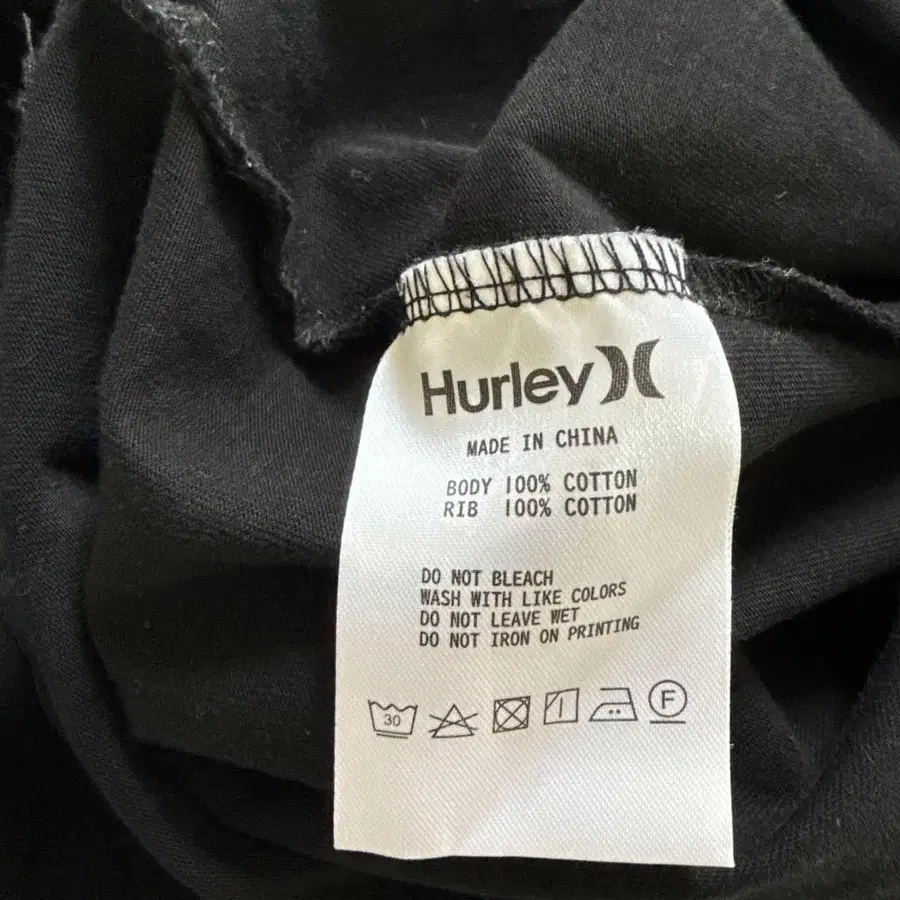 Hurley
MADE IN CHINA
BODY 100% COTTON
RIB 100% COTTON
DO NOT BLEACH
WASH WITH LIKE COLORS
DO NOT LEAVE WET
DO NOT IRON ON PRINTING
30 F